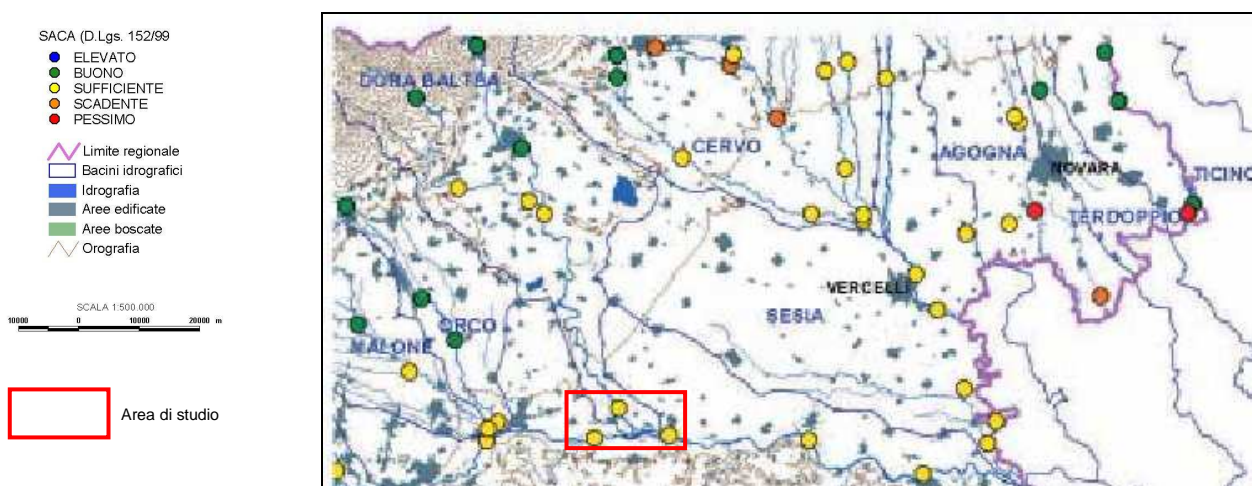 SACA (D.Lgs. 152/99
ELEVATO
BUONO
SUFFICIENTE
SCADENTE
PESSIMO
Limite regionale
Bacini idrografici
Idrografia
Aree edificate
Aree boscate
Orografia
SCALA 1:500.000
10000 0 10000 20000 m
Area di studio
DORA BALTEA
CERVO
AGOGNA
NOVARA
TICINO
TERDOPPIO
VERCELLI
SESIA
ORCO
MALONE